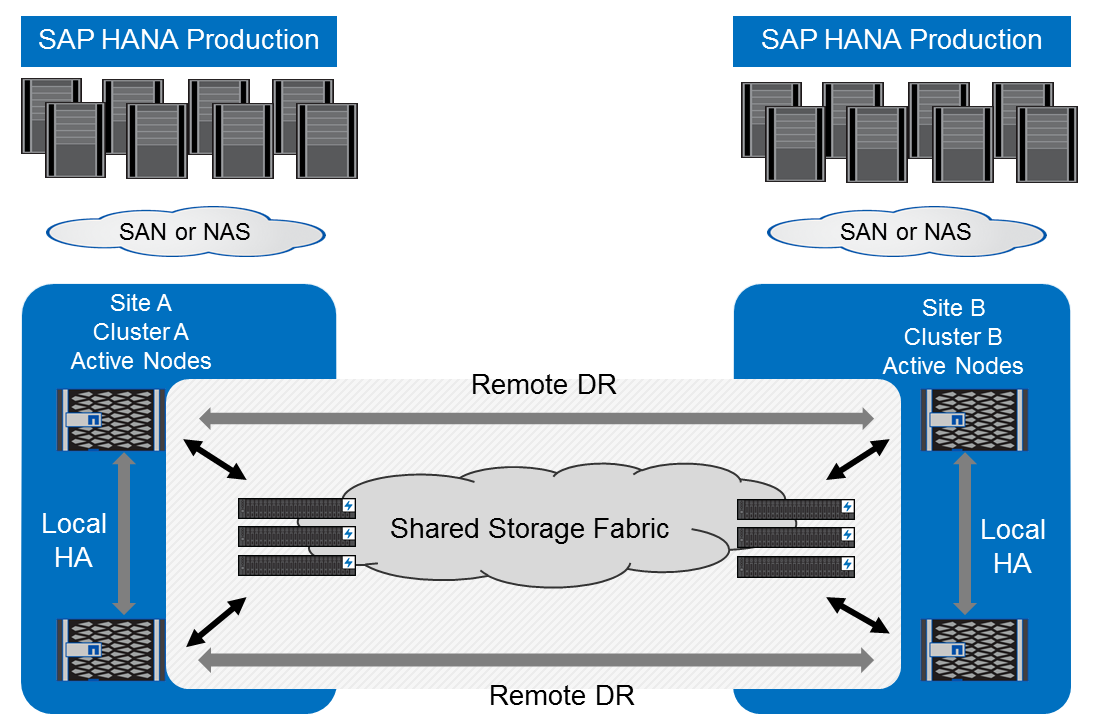 SAP HANA Production
SAP HANA Production
SAN or NAS
SAN or NAS
Site A
Cluster A
Active Nodes
Site B
Cluster B
Active Nodes
Remote DR
Local
HA
Shared Storage Fabric
Local
HA
Remote DR